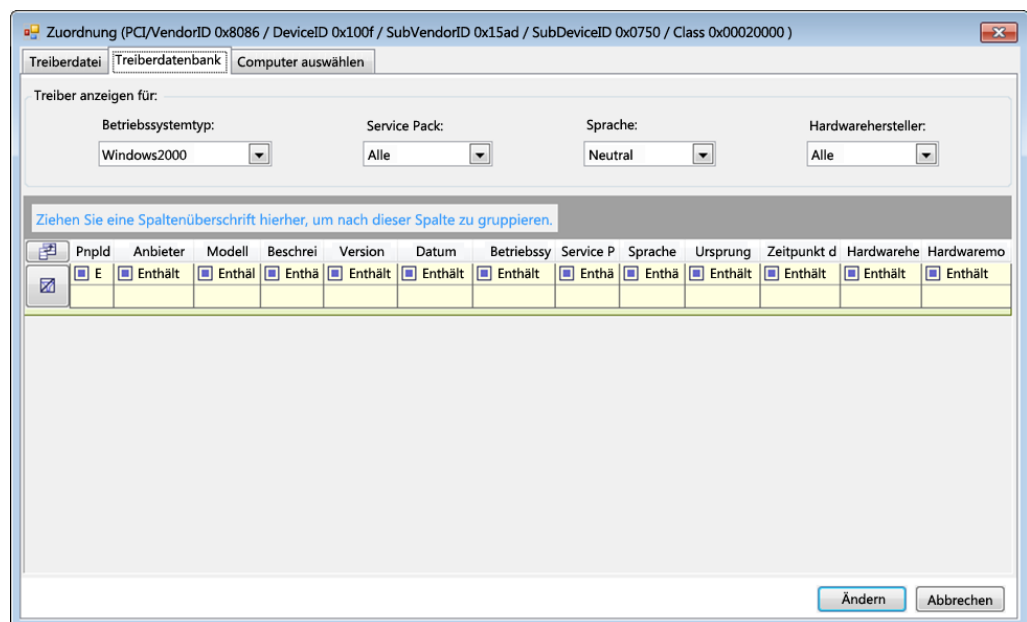 Zuordnung (PCI/VendorID 0x8086 / DeviceID 0x100f / SubVendorID 0x15ad / SubDeviceID 0x0750 / Class 0x00020000 )
Treiberdatei Treiberdatenbank Computer auswählen
Treiber anzeigen für:
Betriebssystemtyp: Service Pack: Sprache: Hardwarehersteller:
Windows2000 Alle Neutral Alle
Ziehen Sie eine Spaltenüberschrift hierher, um nach dieser Spalte zu gruppieren.
PnpId Anbieter Modell Beschrei Version Datum Betriebssy Service P Sprache Ursprung Zeitpunkt d Hardwarehe Hardwaremo
E Enthält Enthäl Enthä Enthält Enthält Enthält Enthä Enthä Enthält Enthält Enthält Enthält
Ändern Abbrechen